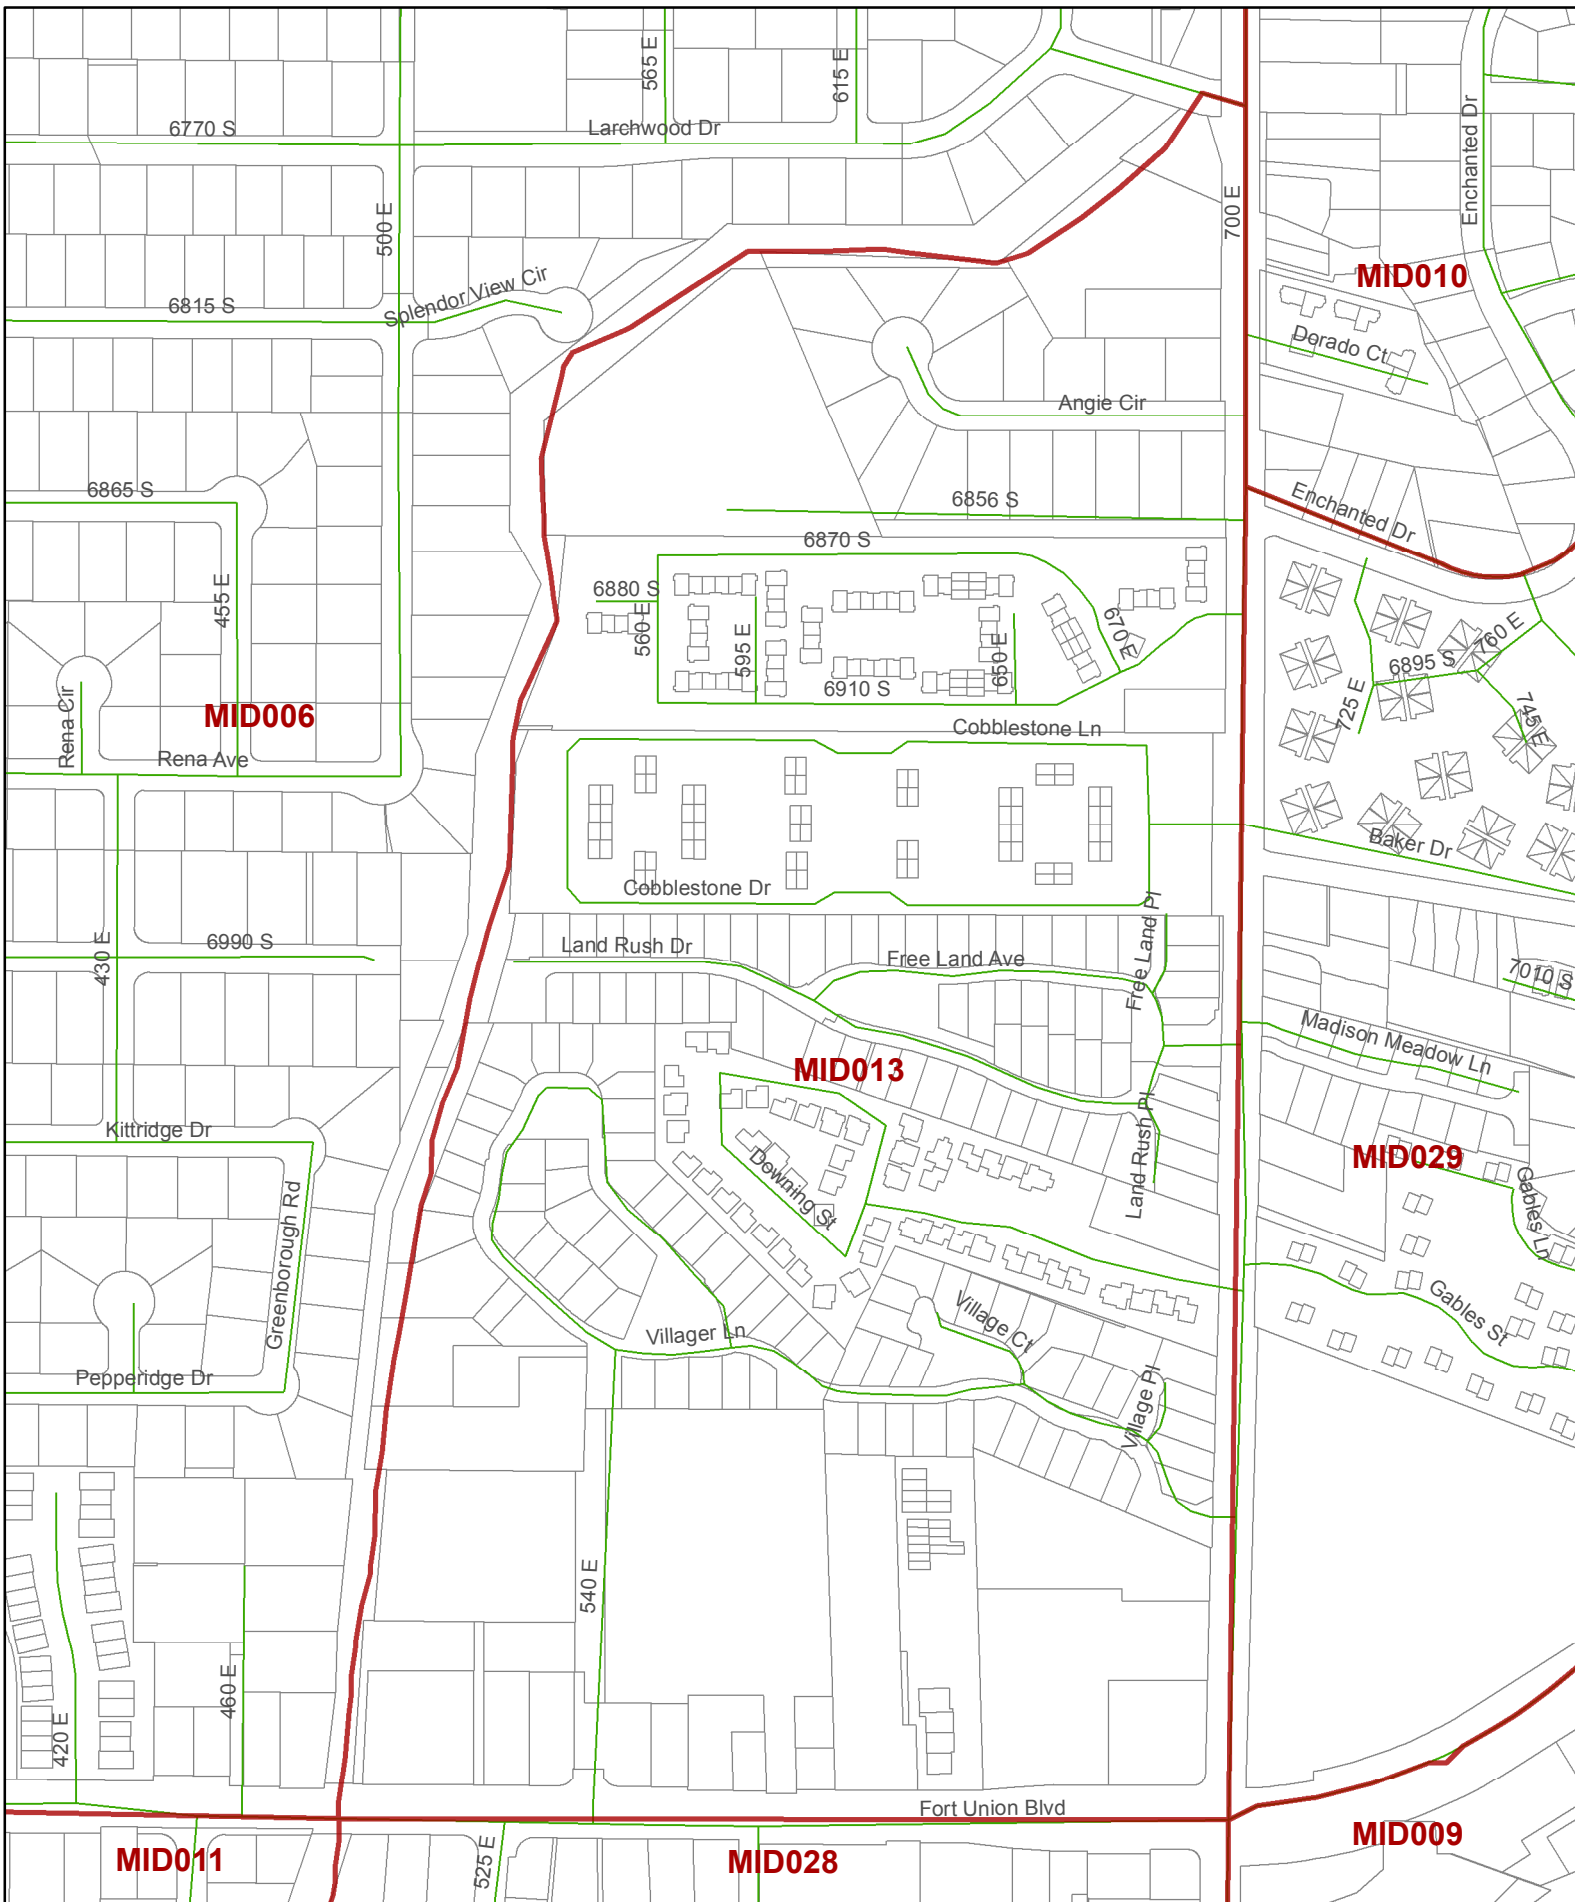 565 E
615 E
6770 S
Larchwood Dr
Enchanted Dr
500 E
700 E
MID010
6815 S
Splendor View Cir
Dorado Ct
Angie Cir
6865 S
6856 S
Enchanted Dr
6870 S
455 E
6880 S
560 E
595 E
650 E
670 E
760 E
6895 S
6910 S
725 E
745 E
MID006
Rena Cir
Rena Ave
Cobblestone Ln
Baker Dr
Cobblestone Dr
Free Land Pl
430 E
6990 S
Land Rush Dr
Free Land Ave
7010 S
Madison Meadow Ln
MID013
Kittridge Dr
Land Rush Pl
MID029
Downing St
Gables Ln
Greenborough Rd
Villager Ln
Village Ct
Gables St
Pepperidge Dr
Village Pl
540 E
460 E
420 E
Fort Union Blvd
MID011
525 E
MID028
MID009